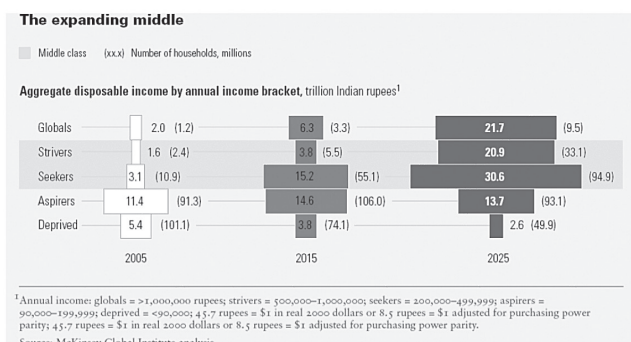 The expanding middle
Middle class (xx.x) Number of households, millions
Aggregate disposable income by annual income bracket, trillion Indian rupees¹
Globals 2.0 (1.2) 6.3 (3.3) 21.7 (9.5)
Strivers 1.6 (2.4) 3.8 (5.5) 20.9 (33.1)
Seekers 3.1 (10.9) 15.2 (55.1) 30.6 (94.9)
Aspirers 11.4 (91.3) 14.6 (106.0) 13.7 (93.1)
Deprived 5.4 (101.1) 3.8 (74.1) 2.6 (49.9)
2005 2015 2025
¹Annual income: globals = >1,000,000 rupees; strivers = 500,000–1,000,000; seekers = 200,000–499,999; aspirers =
90,000–199,999; deprived = <90,000; 45.7 rupees = $1 in real 2000 dollars or 8.5 rupees = $1 adjusted for purchasing power
parity; 45.7 rupees = $1 in real 2000 dollars or 8.5 rupees = $1 adjusted for purchasing power parity.
Source: McKinsey Global Institute analysis